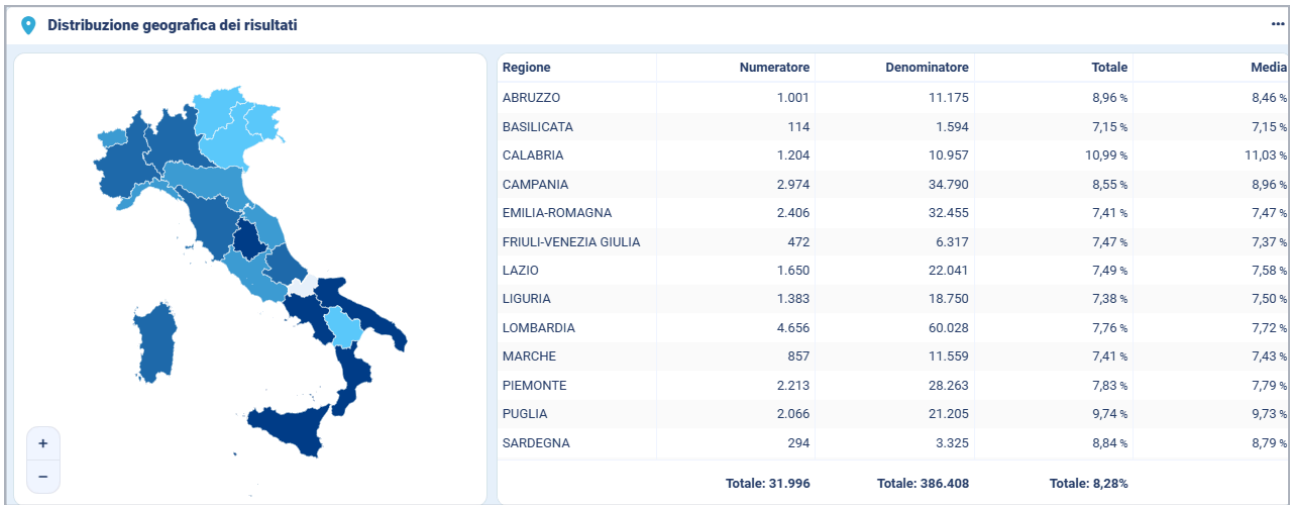 Distribuzione geografica dei risultati
Regione Numeratore Denominatore Totale Media
ABRUZZO 1.001 11.175 8,96 % 8,46 %
BASILICATA 114 1.594 7,15 % 7,15 %
CALABRIA 1.204 10.957 10,99 % 11,03 %
CAMPANIA 2.974 34.790 8,55 % 8,96 %
EMILIA-ROMAGNA 2.406 32.455 7,41 % 7,47 %
FRIULI-VENEZIA GIULIA 472 6.317 7,47 % 7,37 %
LAZIO 1.650 22.041 7,49 % 7,58 %
LIGURIA 1.383 18.750 7,38 % 7,50 %
LOMBARDIA 4.656 60.028 7,76 % 7,72 %
MARCHE 857 11.559 7,41 % 7,43 %
PIEMONTE 2.213 28.263 7,83 % 7,79 %
PUGLIA 2.066 21.205 9,74 % 9,73 %
SARDEGNA 294 3.325 8,84 % 8,79 %
Totale: 31.996 Totale: 386.408 Totale: 8,28%
+
−